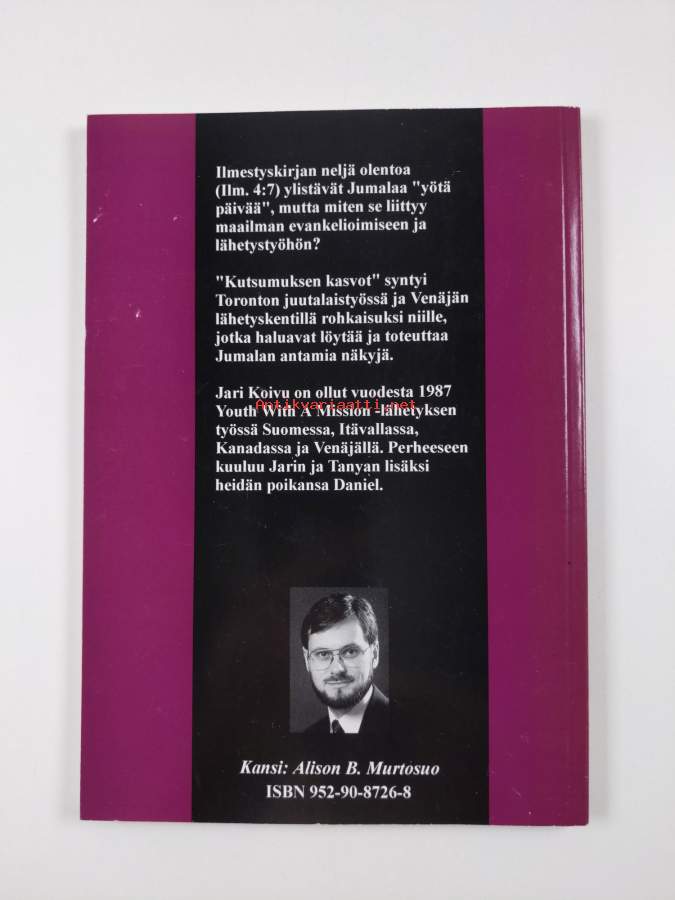 Ilmestyskirjan neljä olentoa
(Ilm. 4:7) ylistävät Jumalaa "yötä
päivää", mutta miten se liittyy
maailman evankelioimiseen ja
lähetystyöhön?
"Kutsumuksen kasvot" syntyi
Toronton juutalaistyössä ja Venäjän
lähetyskentillä rohkaisuksi niille,
jotka haluavat löytää ja toteuttaa
Jumalan antamia näkyjä.
Jari Koivu on ollut vuodesta 1987
Antikvariaatti.net
Youth With A Mission -lähetyksen
työssä Suomessa, Itävallassa,
Kanadassa ja Venäjällä. Perheeseen
kuuluu Jarin ja Tanyan lisäksi
heidän poikansa Daniel.
Kansi: Alison B. Murtosuo
ISBN 952-90-8726-8